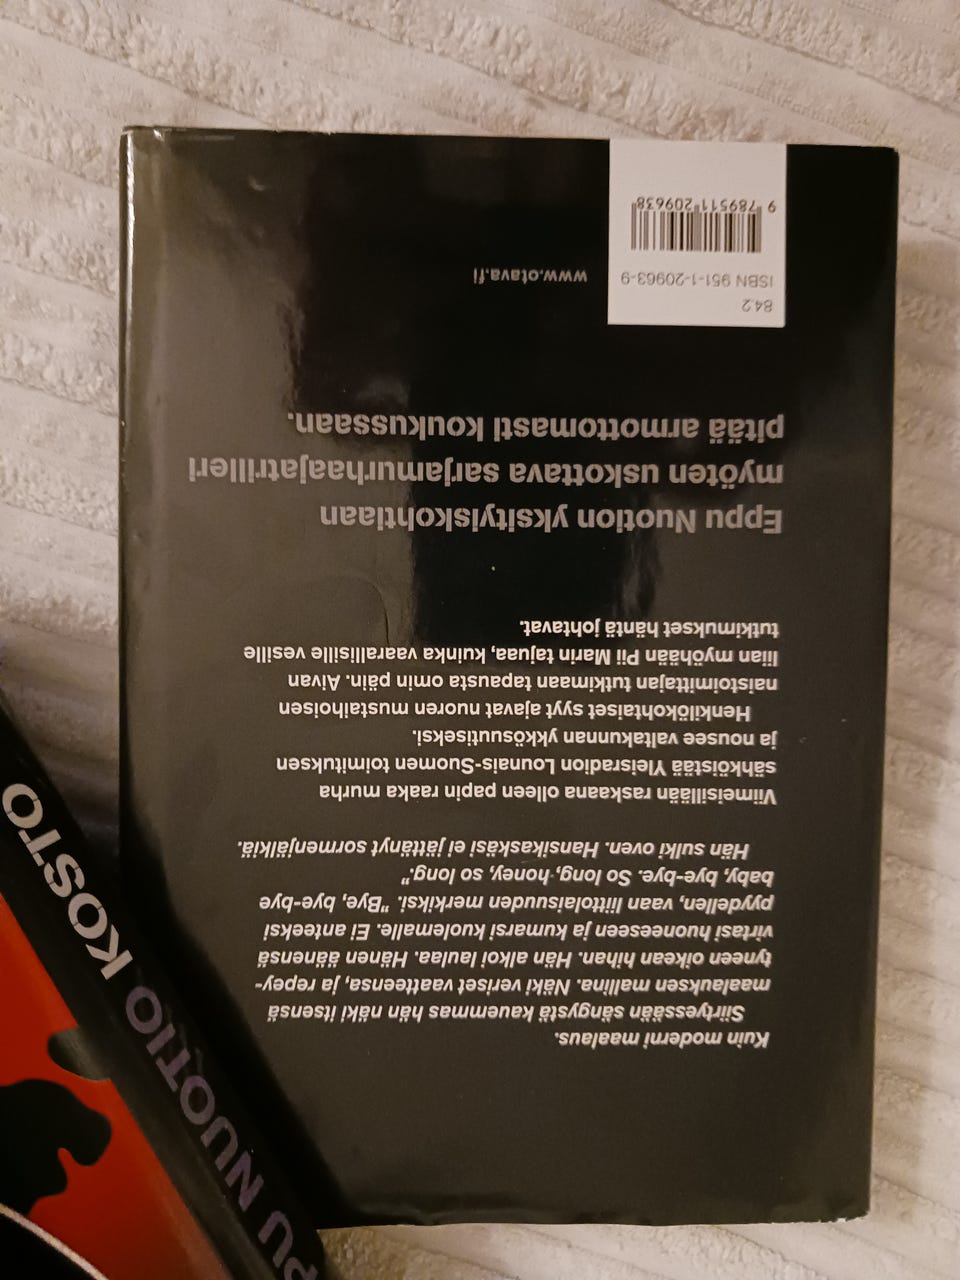 Kuin moderni maalaus.
Siirtyessään sängystä kauemmas hän näki itsensä
maalauksen mallina. Näki veriset vaatteensa, ja repey-
tyneen oikean hihan. Hän alkoi laulaa. Hänen äänensä
virtasi huoneeseen ja kumarsi kuolemalle. Ei anteeksi
pyydellen, vaan liittolaisuuden merkiksi. "Bye, bye-bye
baby, bye-bye. So long, honey, so long."
Hän sulki oven. Hansikaskäsi ei jättänyt sormenjälkiä.
Viimeisillään raskaana olleen papin raaka murha
sähköistää Yleisradion Lounais-Suomen toimituksen
ja nousee valtakunnan ykkösuutiseksi.
Henkilökohtaiset syyt ajavat nuoren mustaihoisen
naistoimittajan tutkimaan tapausta omin päin. Aivan
liian myöhään Pii Marin tajuaa, kuinka vaarallisille vesille
tutkimukset häntä johtavat.
Eppu Nuotion yksityiskohtiaan
myöten uskottava sarjamurhaajatrilleri
pitää armottomasti koukussaan.
84.2
ISBN 951-1-20963-9
www.otava.fi
9 789511 209638
PU NUOTIO KOSTO